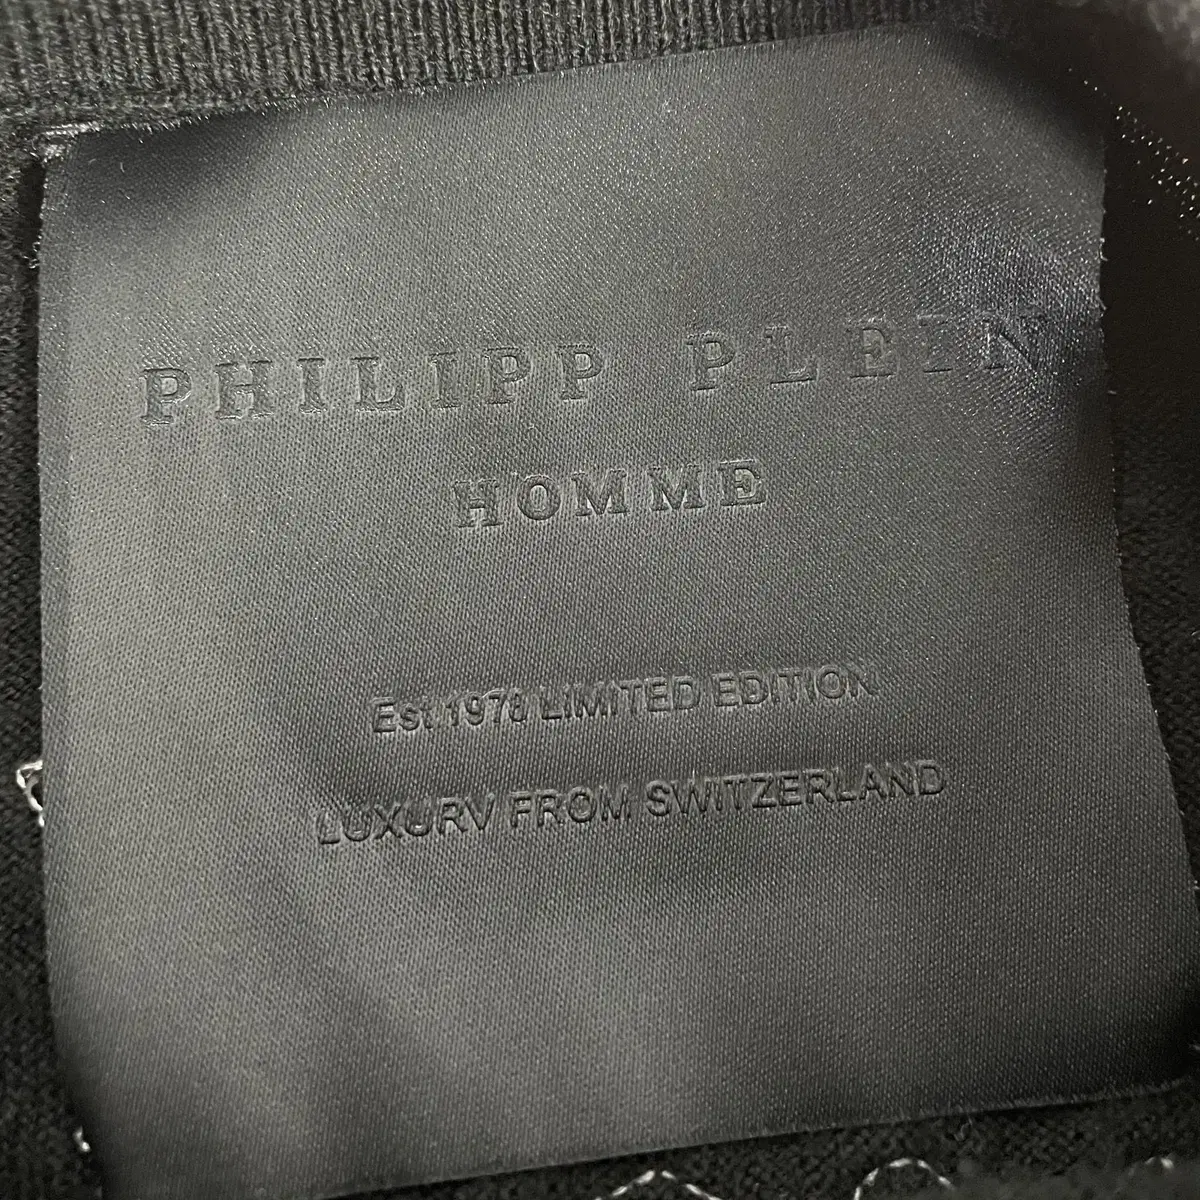 PHILIPP PLEIN
HOMME
Est 1978 LIMITED EDITION
LUXURV FROM SWITZERLAND